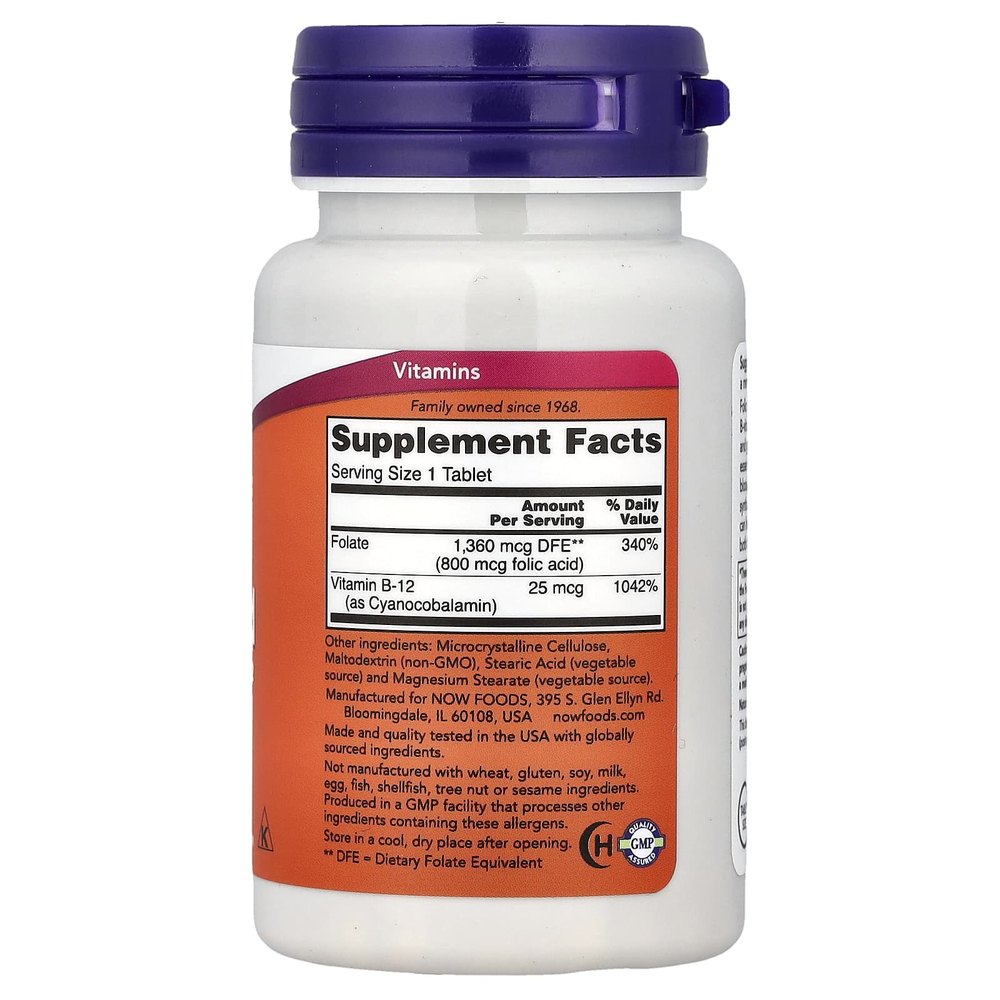 Vitamins
Family owned since 1968.
Supplement Facts
Serving Size 1 Tablet
Amount Per Serving
% Daily Value
Folate 1,360 mcg DFE** 340%
(800 mcg folic acid)
Vitamin B-12 25 mcg 1042%
(as Cyanocobalamin)
Other ingredients: Microcrystalline Cellulose,
Maltodextrin (non-GMO), Stearic Acid (vegetable
source) and Magnesium Stearate (vegetable source).
Manufactured for NOW FOODS, 395 S. Glen Ellyn Rd.
Bloomingdale, IL 60108, USA nowfoods.com
Made and quality tested in the USA with globally
sourced ingredients.
Not manufactured with wheat, gluten, soy, milk,
egg, fish, shellfish, tree nut or sesame ingredients.
Produced in a GMP facility that processes other
ingredients containing these allergens.
Store in a cool, dry place after opening.
** DFE = Dietary Folate Equivalent
K
H
QUALITY
GMP
ASSURED